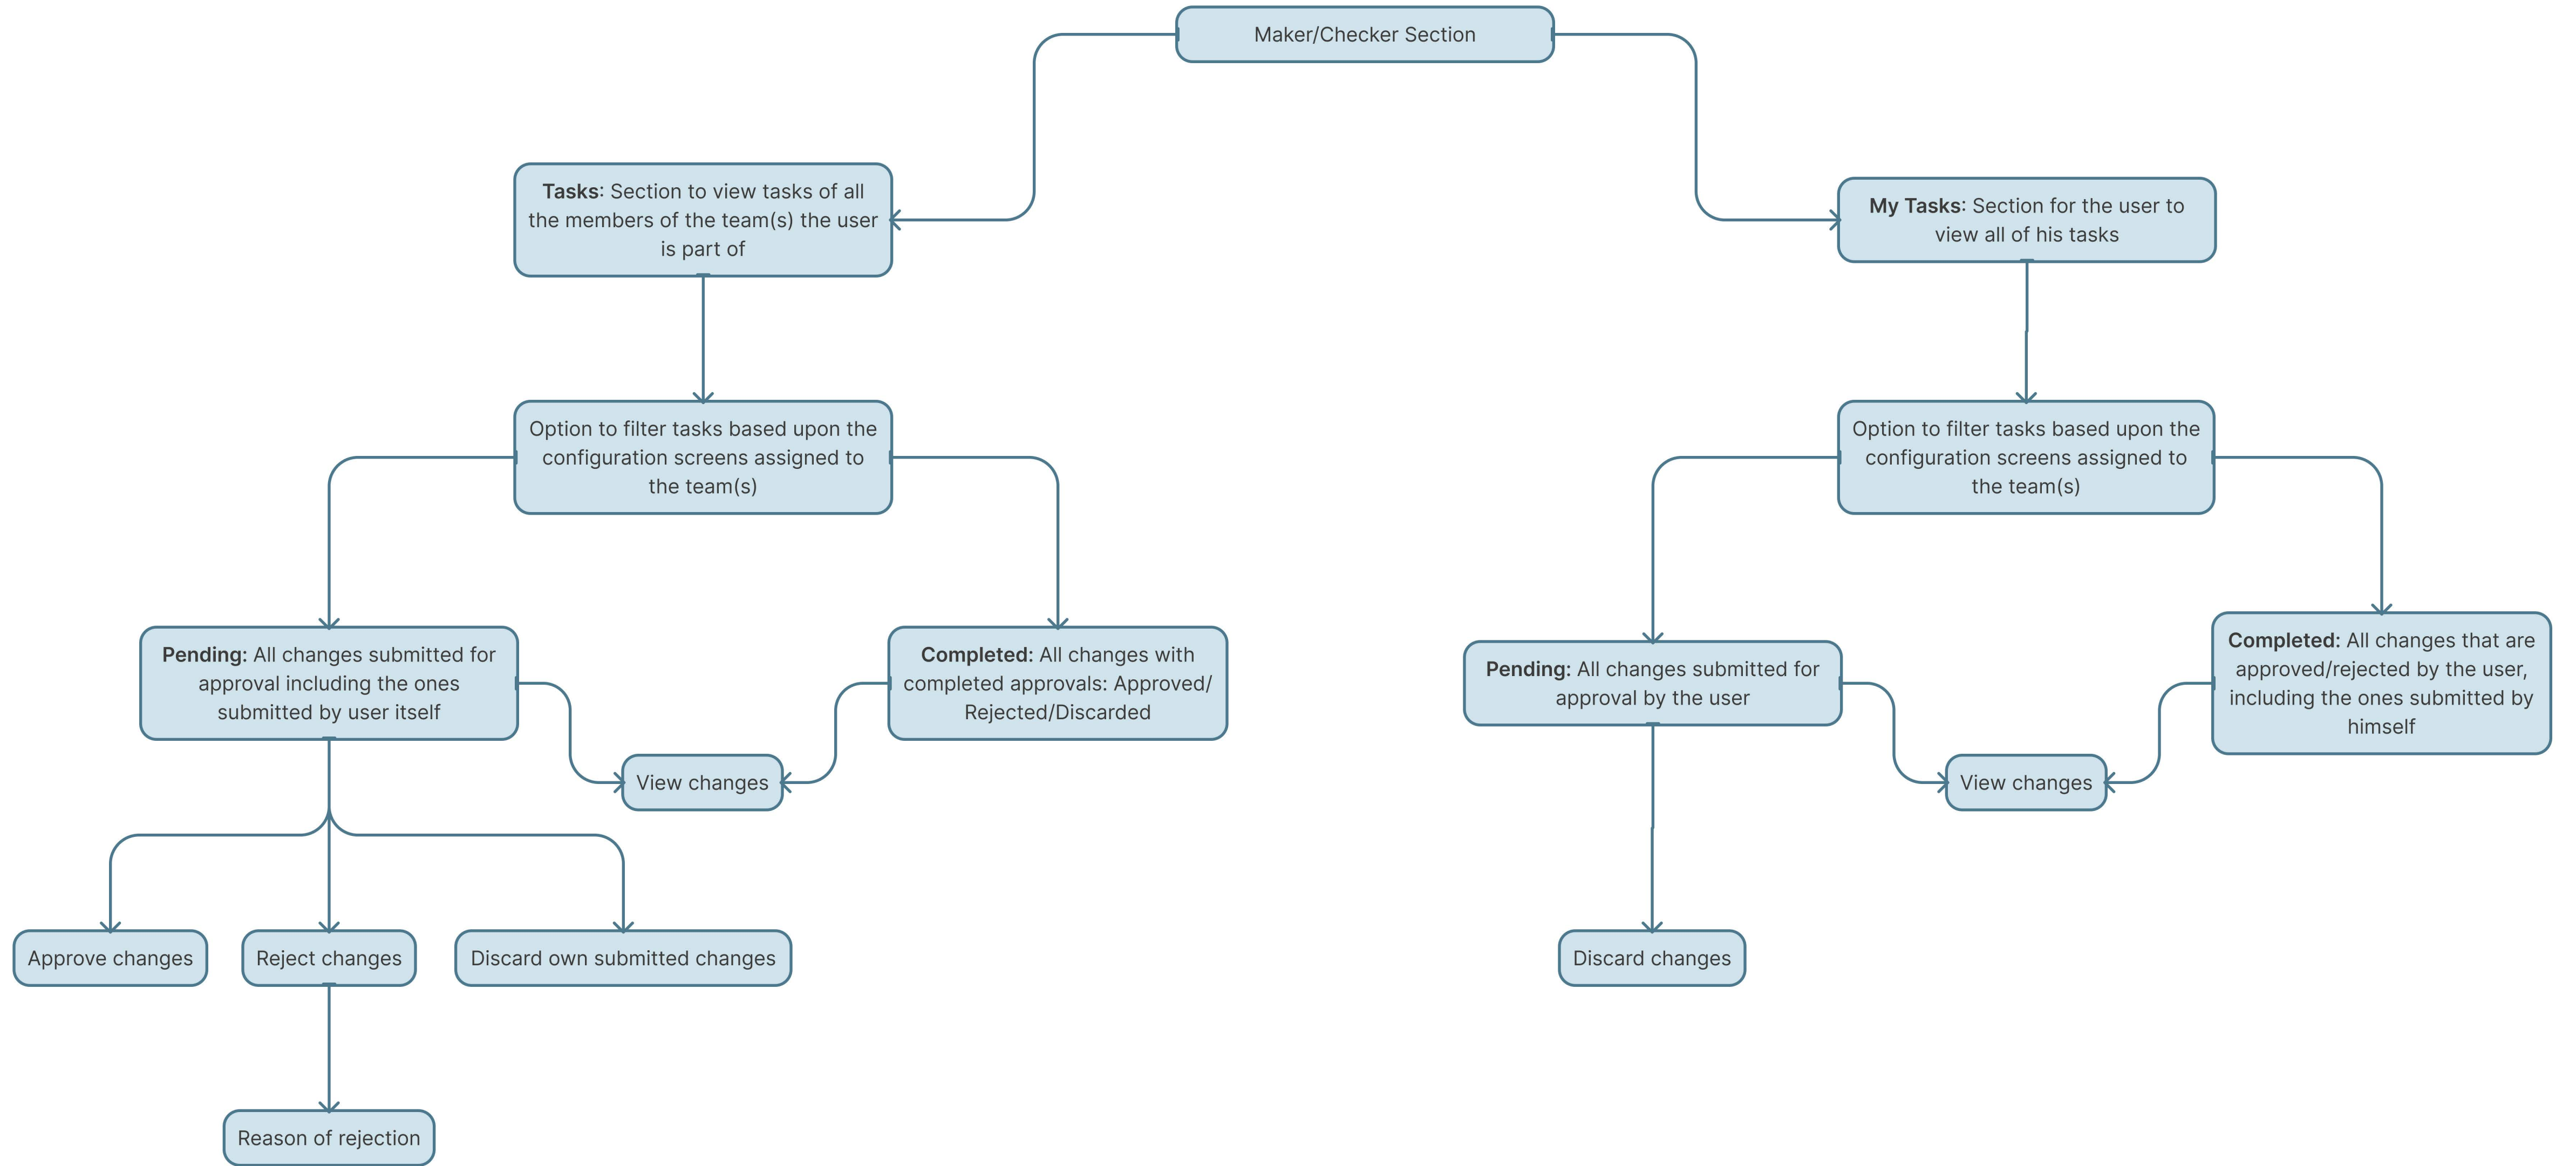 Maker/Checker Section
Tasks: Section to view tasks of all
the members of the team(s) the user
is part of
My Tasks: Section for the user to
view all of his tasks
Option to filter tasks based upon the
configuration screens assigned to
the team(s)
Option to filter tasks based upon the
configuration screens assigned to
the team(s)
Pending: All changes submitted for
approval including the ones
submitted by user itself
Completed: All changes with
completed approvals: Approved/
Rejected/Discarded
Pending: All changes submitted for
approval by the user
Completed: All changes that are
approved/rejected by the user,
including the ones submitted by
himself
View changes
View changes
Approve changes
Reject changes
Discard own submitted changes
Discard changes
Reason of rejection